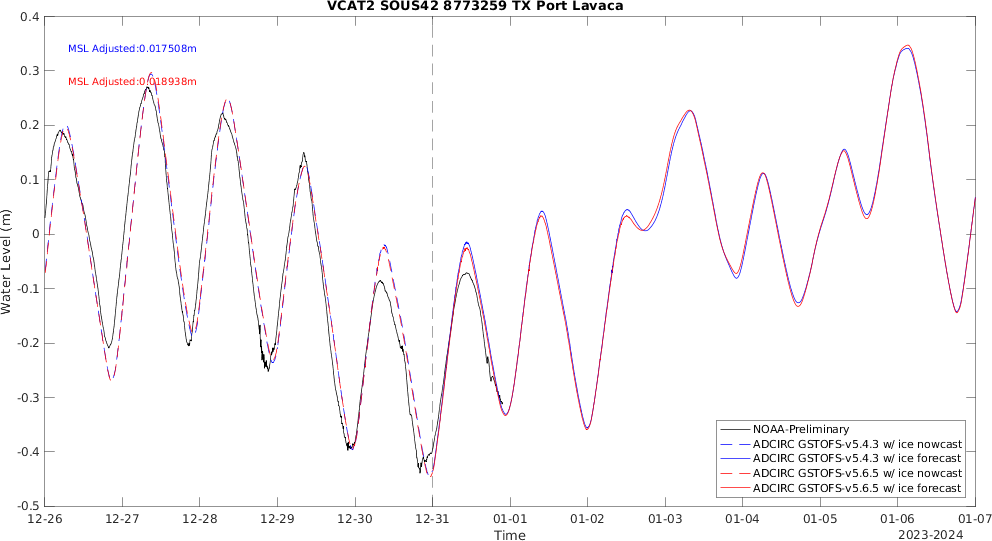 VCAT2 SOUS42 8773259 TX Port Lavaca
MSL Adjusted:0.017508m
MSL Adjusted:0.018938m
0.4
0.3
0.2
0.1
0
-0.1
-0.2
-0.3
-0.4
-0.5
Water Level (m)
NOAA-Preliminary
ADCIRC GSTOFS-v5.4.3 w/ ice nowcast
ADCIRC GSTOFS-v5.4.3 w/ ice forecast
ADCIRC GSTOFS-v5.6.5 w/ ice nowcast
ADCIRC GSTOFS-v5.6.5 w/ ice forecast
12-26 12-27 12-28 12-29 12-30 12-31 01-01 01-02 01-03 01-04 01-05 01-06 01-07
Time
2023-2024